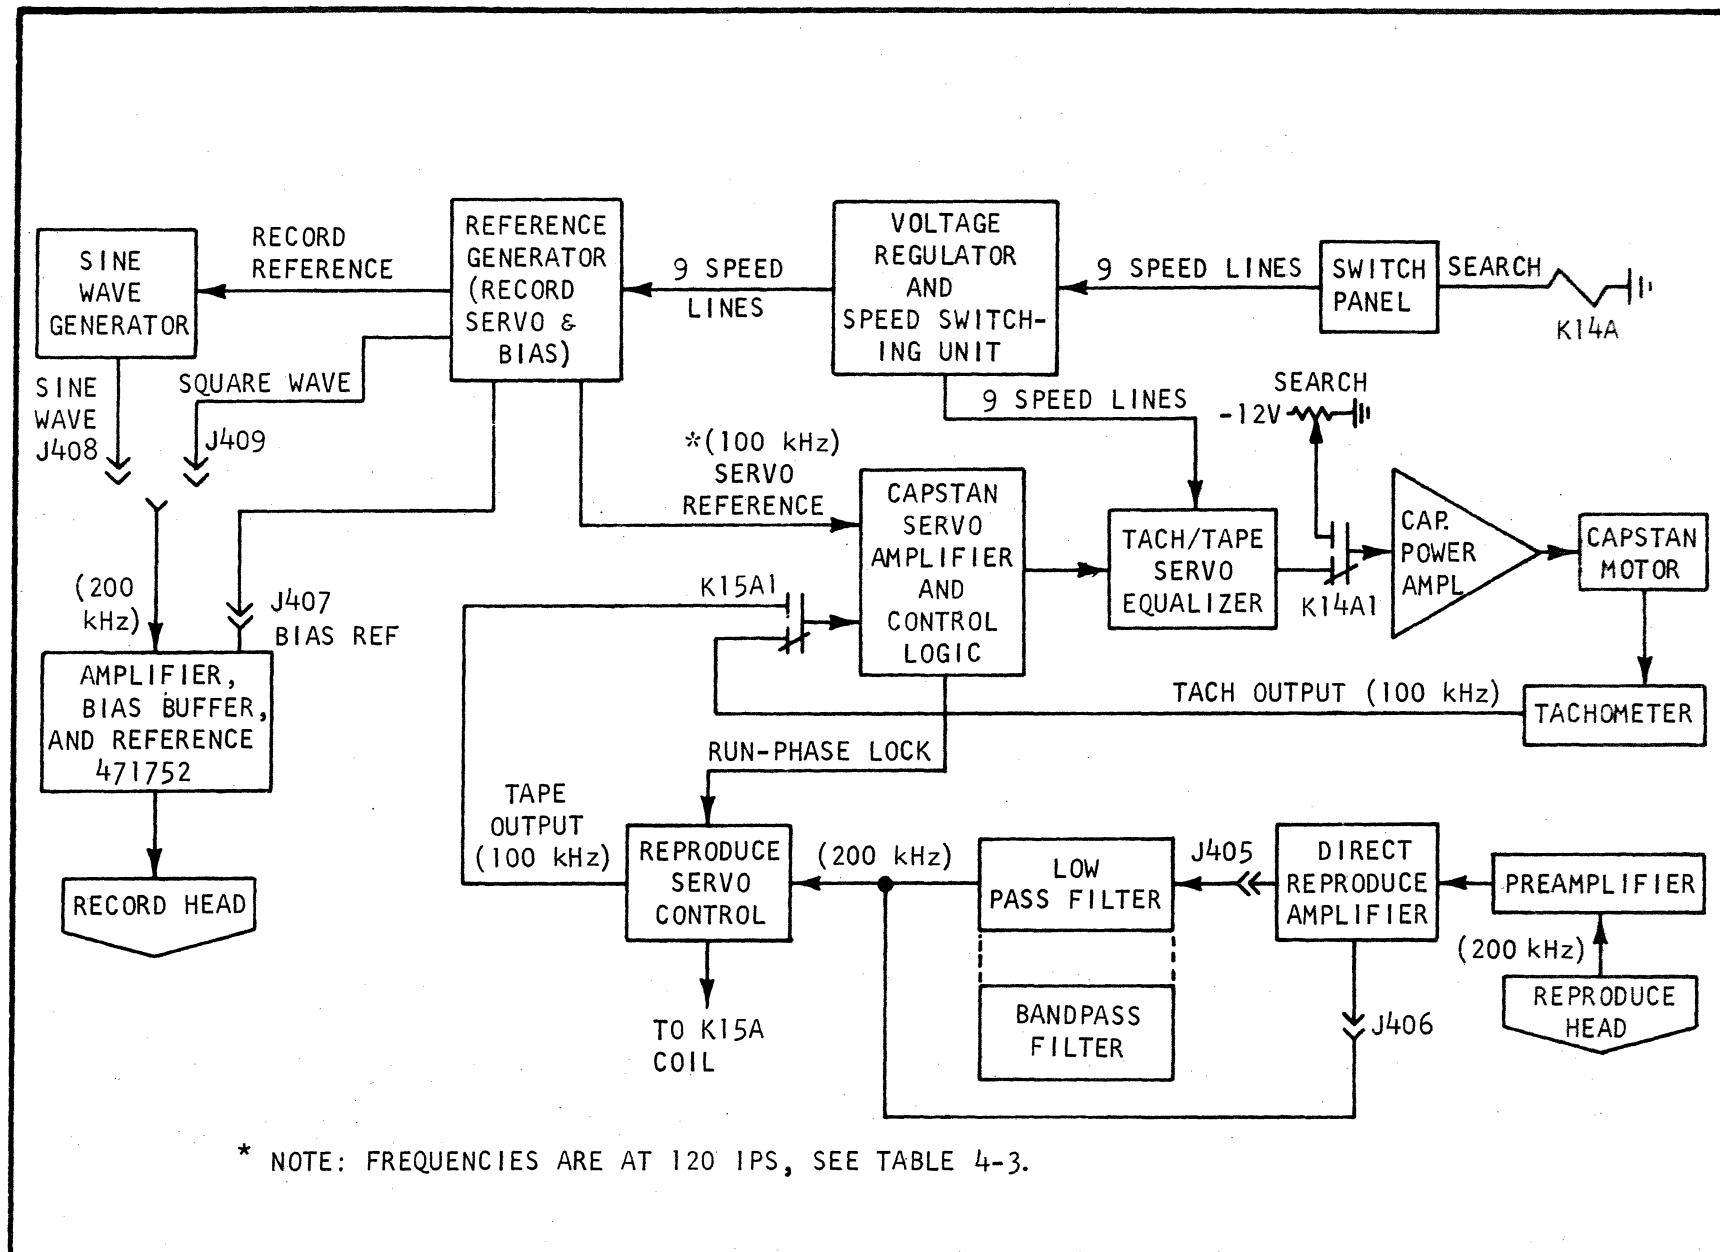 SINE
WAVE
GENERATOR
RECORD
REFERENCE
REFERENCE
GENERATOR
(RECORD
SERVO &
BIAS)
9 SPEED
LINES
VOLTAGE
REGULATOR
AND
SPEED SWITCH-
ING UNIT
9 SPEED LINES
SWITCH
PANEL
SEARCH
K14A
SINE
WAVE
J408
SQUARE WAVE
J409
9 SPEED LINES
SEARCH
-12V
*(100 kHz)
SERVO
REFERENCE
CAPSTAN
SERVO
AMPLIFIER
AND
CONTROL
LOGIC
TACH/TAPE
SERVO
EQUALIZER
K14A1
CAP.
POWER
AMPL
CAPSTAN
MOTOR
(200
kHz)
J407
BIAS REF
K15A1
AMPLIFIER,
BIAS BUFFER,
AND REFERENCE
471752
TACH OUTPUT (100 kHz)
TACHOMETER
RUN-PHASE LOCK
TAPE
OUTPUT
(100 kHz)
REPRODUCE
SERVO
CONTROL
(200 kHz)
LOW
PASS FILTER
J405
DIRECT
REPRODUCE
AMPLIFIER
PREAMPLIFIER
RECORD HEAD
(200 kHz)
REPRODUCE
HEAD
TO K15A
COIL
BANDPASS
FILTER
J406
* NOTE: FREQUENCIES ARE AT 120 IPS, SEE TABLE 4-3.